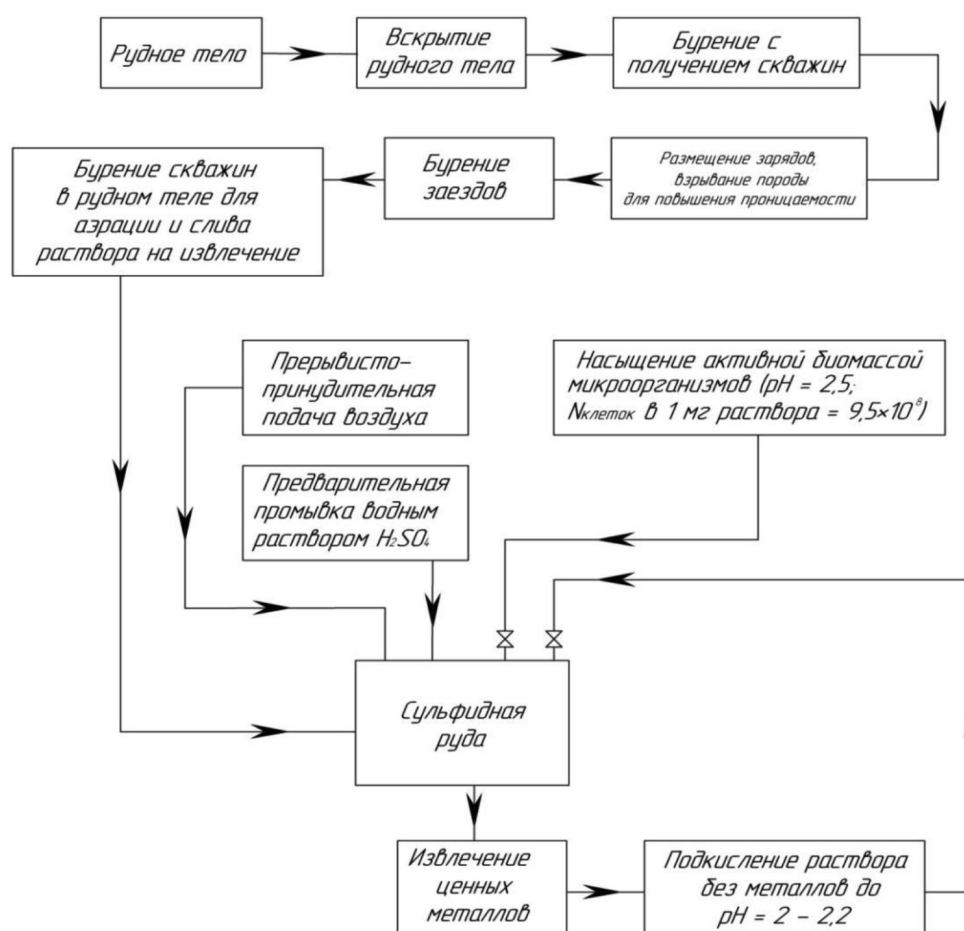 Рудное тело
Вскрытие
рудного тела
Бурение с
получением скважин
Бурение скважин
в рудном теле для
аэрации и слива
раствора на извлечение
Бурение
заездов
Размещение зарядов,
взрывание породы
для повышения проницаемости
Прерывисто-
принудительная
подача воздуха
Насыщение активной биомассой
микроорганизмов (pH = 2,5;
Nклеток в 1 мг раствора = 9,5×10⁸)
Предварительная
промывка водным
раствором H₂SO₄
Сульфидная
руда
Извлечение
ценных
металлов
Подкисление раствора
без металлов до
pH = 2 - 2,2